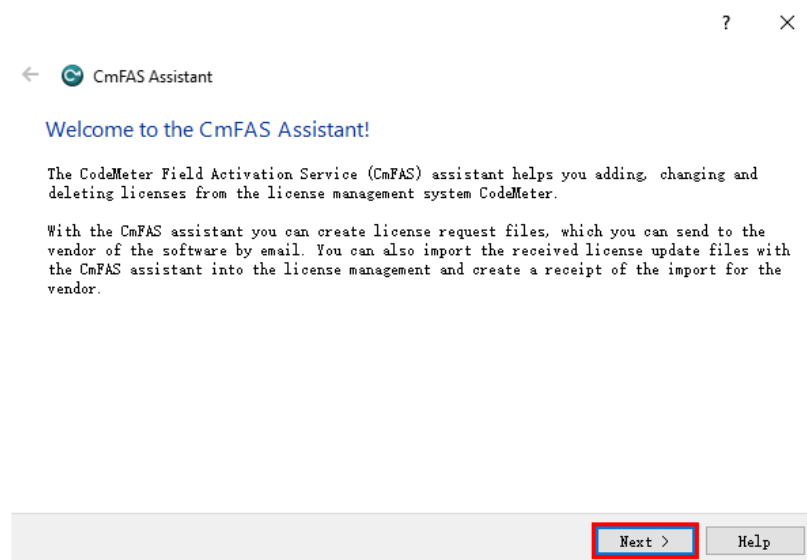 ?
CmFAS Assistant
Welcome to the CmFAS Assistant!
The CodeMeter Field Activation Service (CmFAS) assistant helps you adding, changing and
deleting licenses from the license management system CodeMeter.
With the CmFAS assistant you can create license request files, which you can send to the
vendor of the software by email. You can also import the received license update files with
the CmFAS assistant into the license management and create a receipt of the import for the
vendor.
Next >
Help